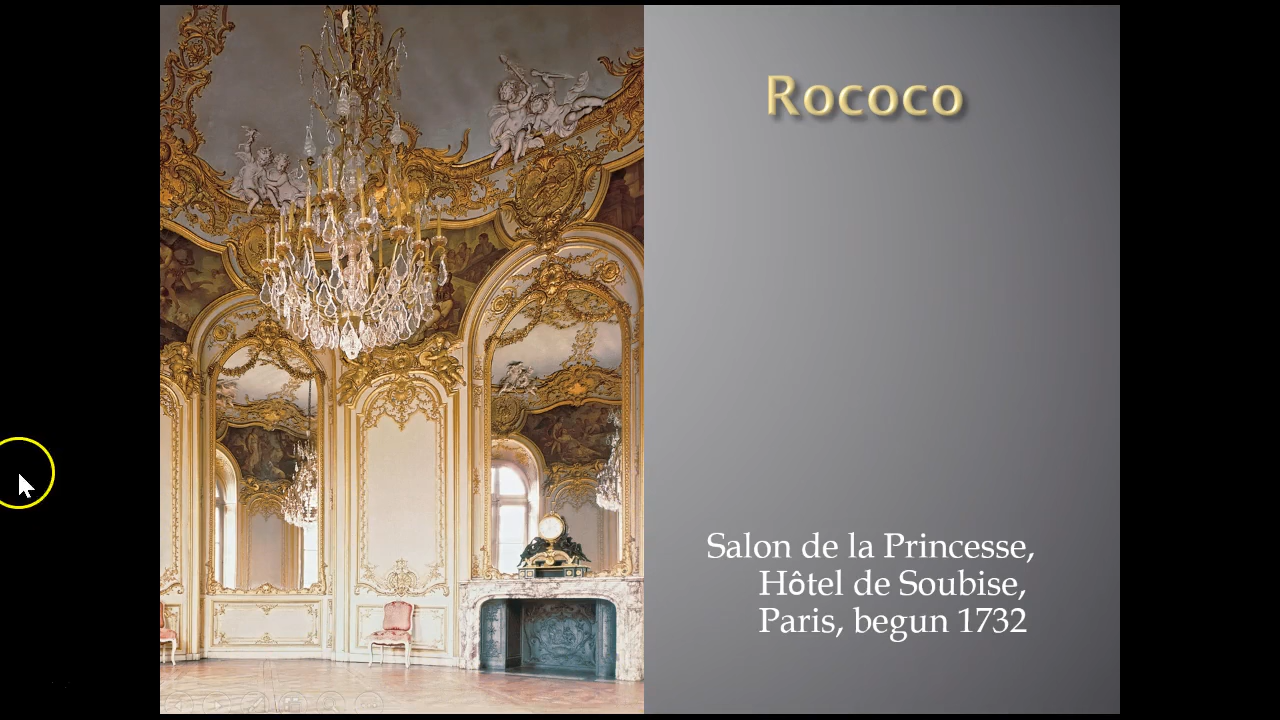 Rococo
Salon de la Princesse,
Hôtel de Soubise,
Paris, begun 1732